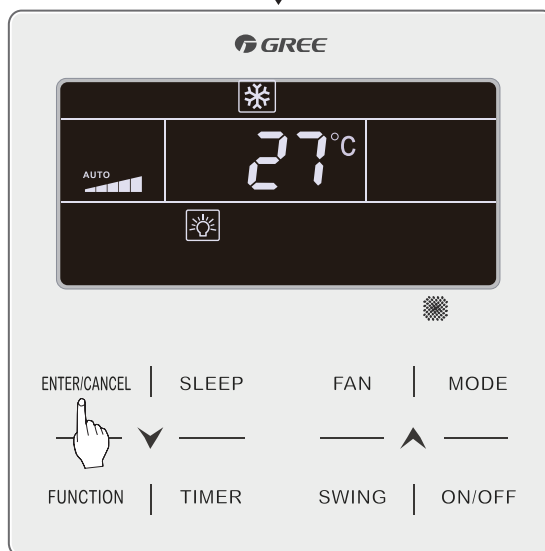 GREE
27°C
AUTO
ENTER/CANCEL SLEEP FAN MODE
FUNCTION TIMER SWING ON/OFF